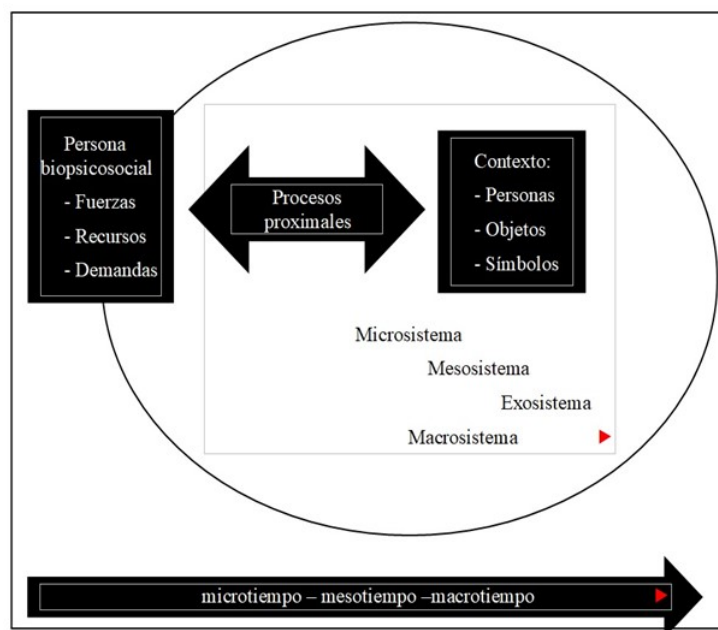 Persona
biopsicosocial
- Fuerzas
- Recursos
- Demandas
Procesos
proximales
Contexto:
- Personas
- Objetos
- Símbolos
Microsistema
Mesosistema
Exosistema
Macrosistema
microtiempo – mesotiempo –macrotiempo